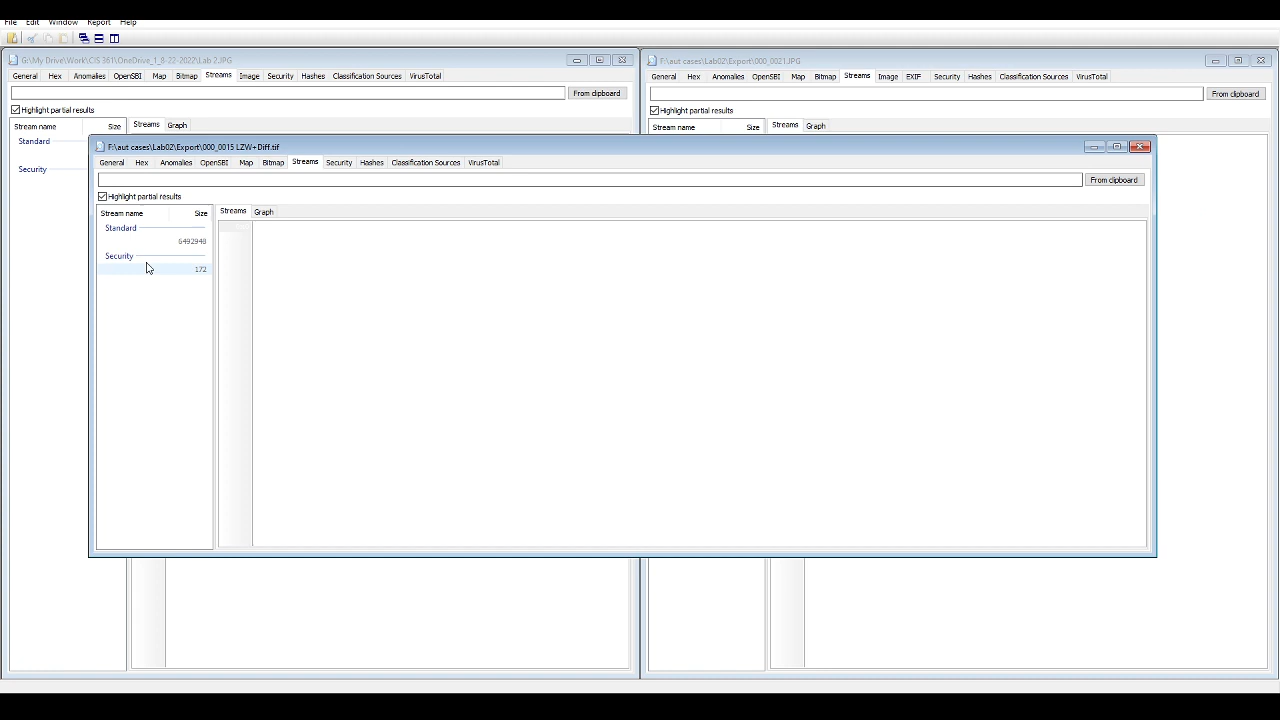 File Edit Window Report Help
G:\My Drive\Work\CIS 361\OneDrive_1_8-22-2022\Lab 2.JPG
General Hex Anomalies OpenSBI Map Bitmap Streams Image Security Hashes Classification Sources VirusTotal
From clipboard
Highlight partial results
Stream name Size Streams Graph
Standard
Security
F:\aut cases\Lab02\Export\000_0021.JPG
General Hex Anomalies OpenSBI Map Bitmap Streams Image EXIF Security Hashes Classification Sources VirusTotal
From clipboard
Highlight partial results
Stream name Size Streams Graph
F:\aut cases\Lab02\Export\000_0015 LZW+Diff.tif
General Hex Anomalies OpenSBI Map Bitmap Streams Security Hashes Classification Sources VirusTotal
From clipboard
Highlight partial results
Stream name Size Streams Graph
Standard
6492948
Security
172